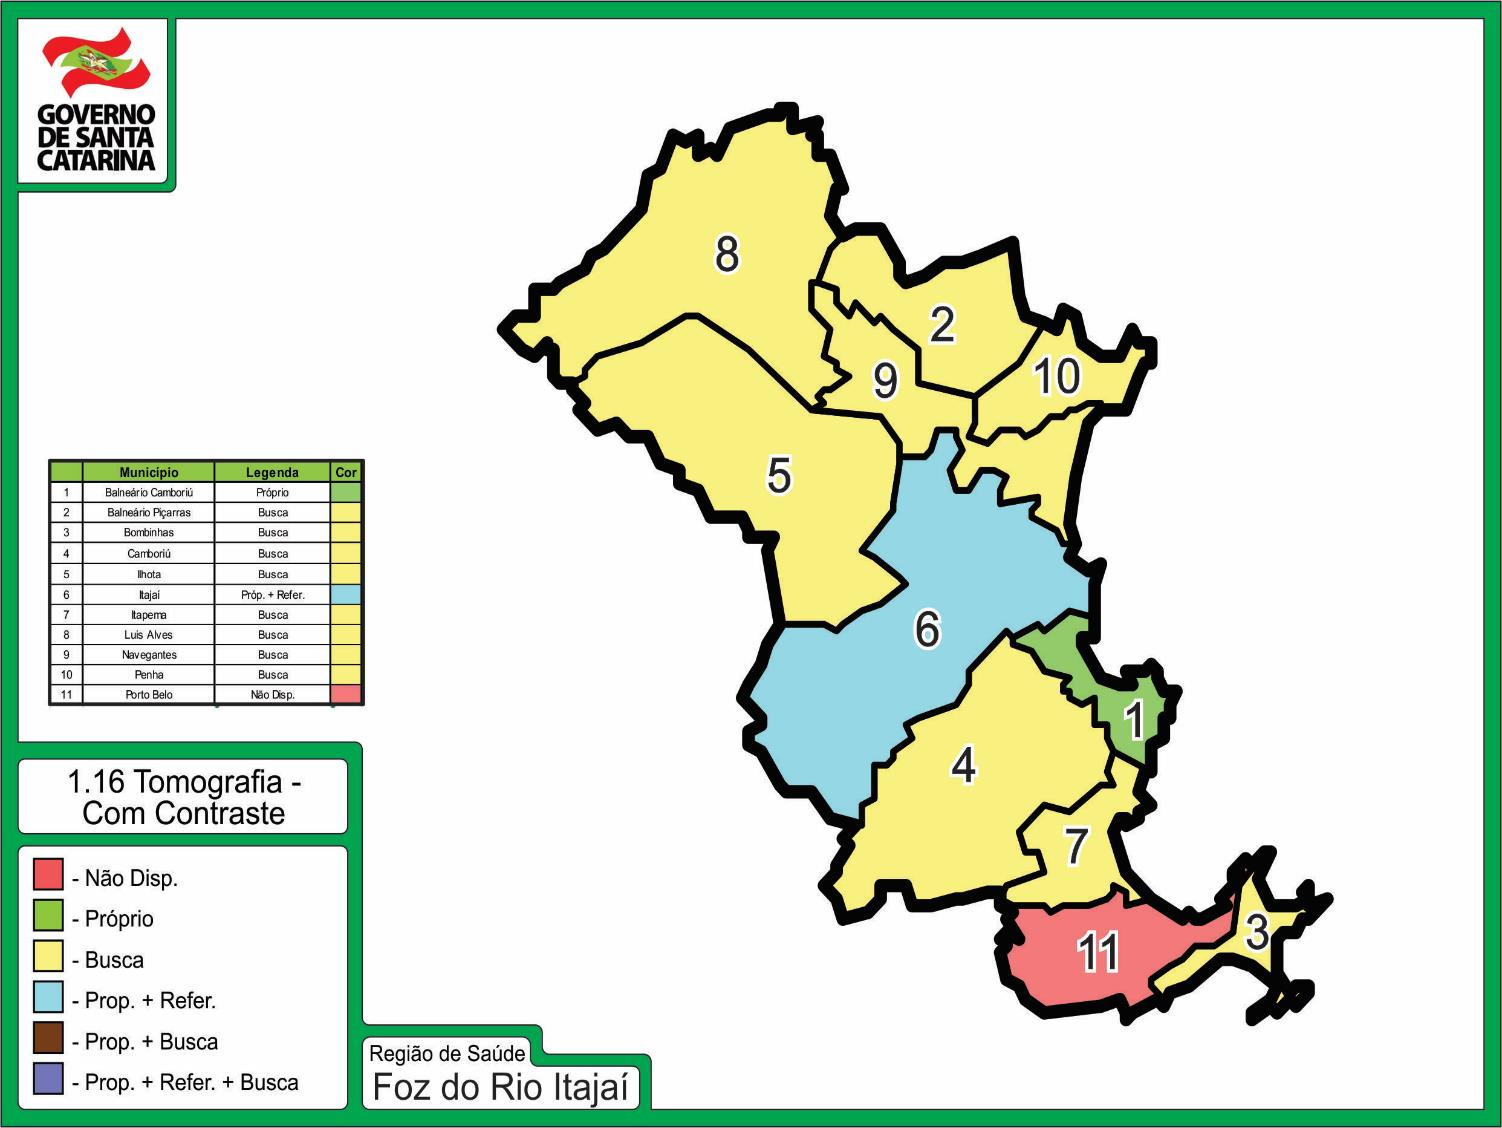 GOVERNO
DE SANTA
CATARINA
8
2
10
9
5
6
1
4
7
3
11
Município Legenda Cor
1 Balneário Camboriú Próprio
2 Balneário Piçarras Busca
3 Bombinhas Busca
4 Camboriú Busca
5 Ilhota Busca
6 Itajaí Próp. + Refer.
7 Itapema Busca
8 Luis Alves Busca
9 Navegantes Busca
10 Penha Busca
11 Porto Belo Não Disp.
1.16 Tomografia -
Com Contraste
- Não Disp.
- Próprio
- Busca
- Prop. + Refer.
- Prop. + Busca
- Prop. + Refer. + Busca
Região de Saúde
Foz do Rio Itajaí